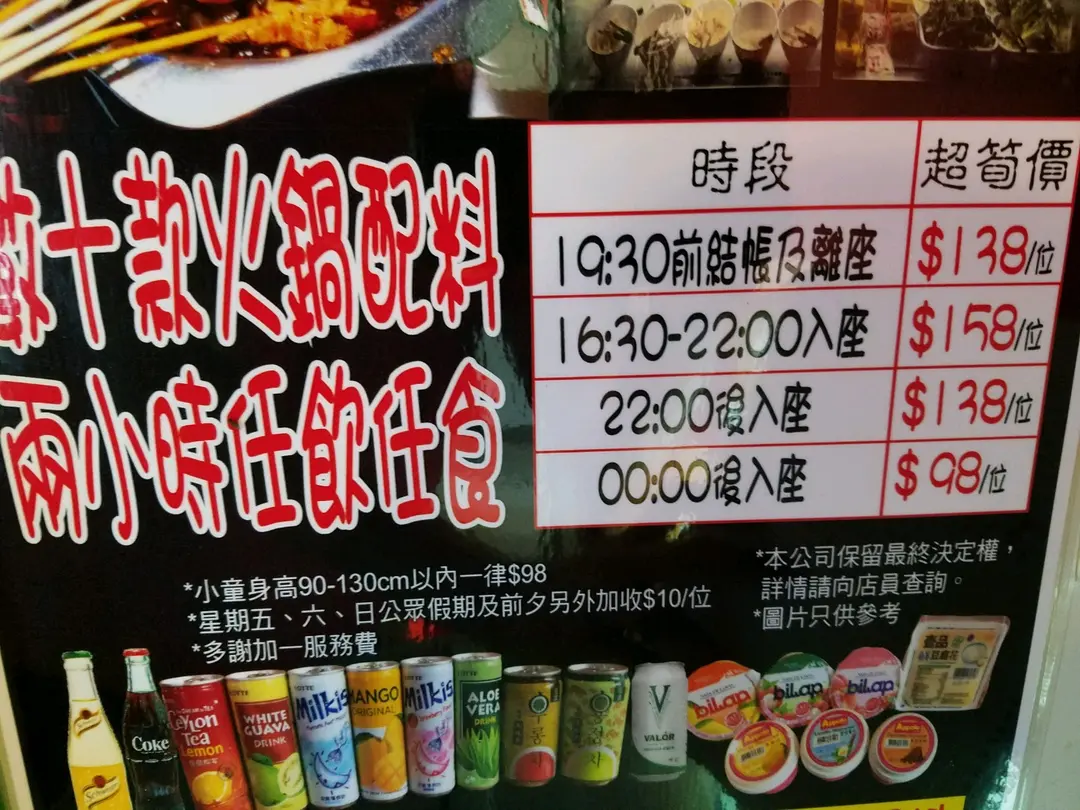 數十款火鍋配料
兩小時任飲任食
時段 超筍價
19:30前結帳及離座 $138/位
16:30-22:00入座 $158/位
22:00後入座 $138/位
00:00後入座 $98/位
*小童身高90-130cm以內一律$98
*星期五、六、日公眾假期及前夕另外加收$10/位
*多謝加一服務費
*本公司保留最終決定權，
詳情請向店員查詢。
*圖片只供參考
Schweppes
Coke
Ceylon
Tea
Lemon
WHITE
GUAVA
DRINK
LOTTE
Milkis
MANGO
ORIGINAL
LOTTE
Milkis
ALOE
VERA
DRINK
V
VALOR
bilap
bilap
bilap